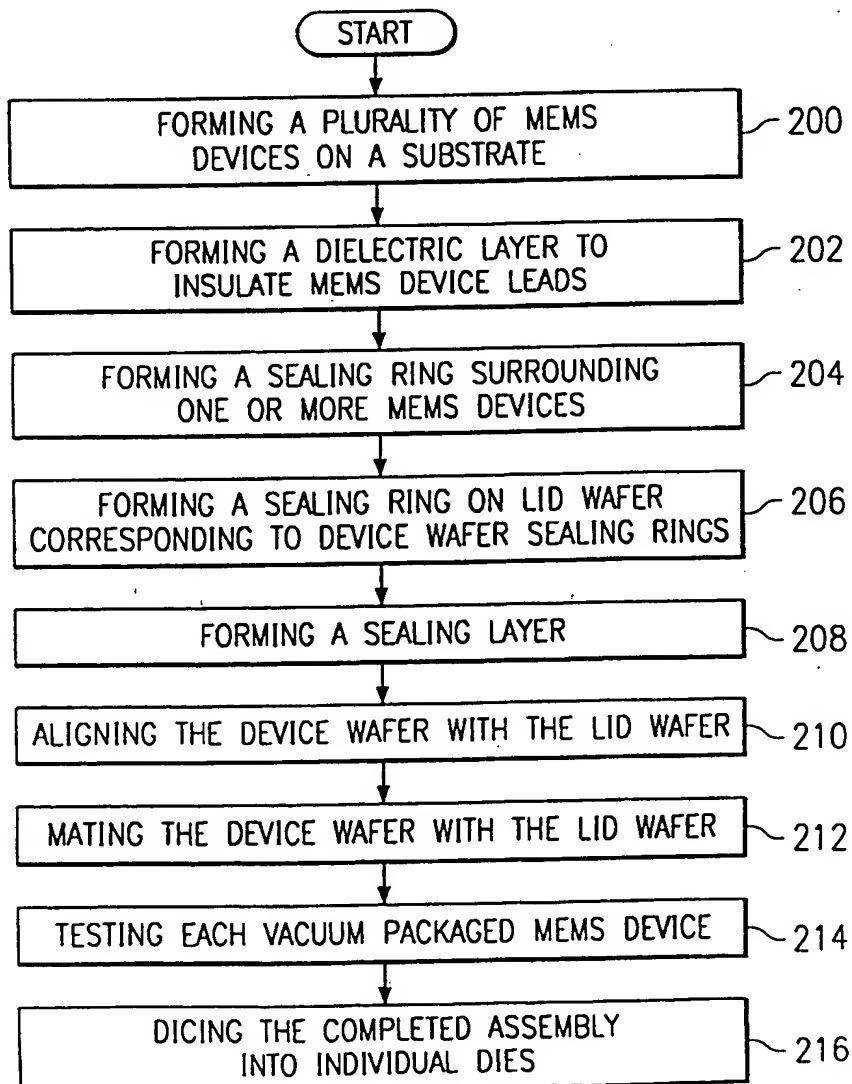 START
FORMING A PLURALITY OF MEMS
DEVICES ON A SUBSTRATE
200
FORMING A DIELECTRIC LAYER TO
INSULATE MEMS DEVICE LEADS
202
FORMING A SEALING RING SURROUNDING
ONE OR MORE MEMS DEVICES
204
FORMING A SEALING RING ON LID WAFER
CORRESPONDING TO DEVICE WAFER SEALING RINGS
206
FORMING A SEALING LAYER
208
ALIGNING THE DEVICE WAFER WITH THE LID WAFER
210
MATING THE DEVICE WAFER WITH THE LID WAFER
212
TESTING EACH VACUUM PACKAGED MEMS DEVICE
214
DICING THE COMPLETED ASSEMBLY
INTO INDIVIDUAL DIES
216